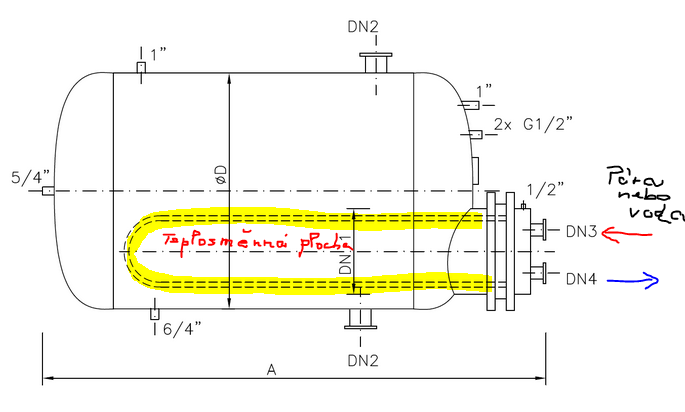 DN2
1"
1"
2x G1/2"
5/4"
ØD
1/2"
Pára
nebo
voda
Teplosměnná plocha
DN1
DN3
DN4
6/4"
DN2
A